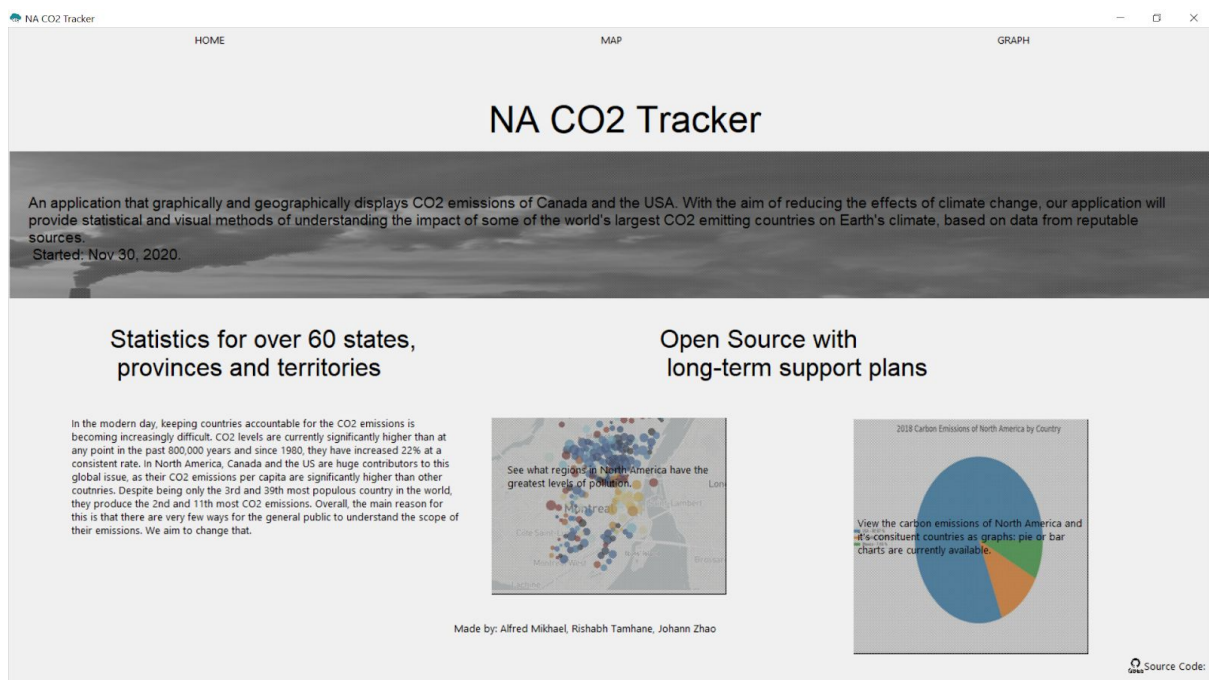 NA CO2 Tracker
HOME
MAP
GRAPH
NA CO2 Tracker
An application that graphically and geographically displays CO2 emissions of Canada and the USA. With the aim of reducing the effects of climate change, our application will
provide statistical and visual methods of understanding the impact of some of the world's largest CO2 emitting countries on Earth's climate, based on data from reputable
sources.
Started: Nov 30, 2020.
Statistics for over 60 states,
provinces and territories
Open Source with
long-term support plans
In the modern day, keeping countries accountable for the CO2 emissions is
becoming increasingly difficult. CO2 levels are currently significantly higher than at
any point in the past 800,000 years and since 1980, they have increased 22% at a
consistent rate. In North America, Canada and the US are huge contributors to this
global issue, as their CO2 emissions per capita are significantly higher than other
coutnries. Despite being only the 3rd and 39th most populous country in the world,
they produce the 2nd and 11th most CO2 emissions. Overall, the main reason for
this is that there are very few ways for the general public to understand the scope of
their emissions. We aim to change that.
See what regions in North America have the
greatest levels of pollution.
Lon
Montreal
Lambert
Montreal West
Lachine
2018 Carbon Emissions of North America by Country
View the carbon emissions of North America and
it's consituent countries as graphs: pie or bar
charts are currently available.
Made by: Alfred Mikhael, Rishabh Tamhane, Johann Zhao
Source Code: